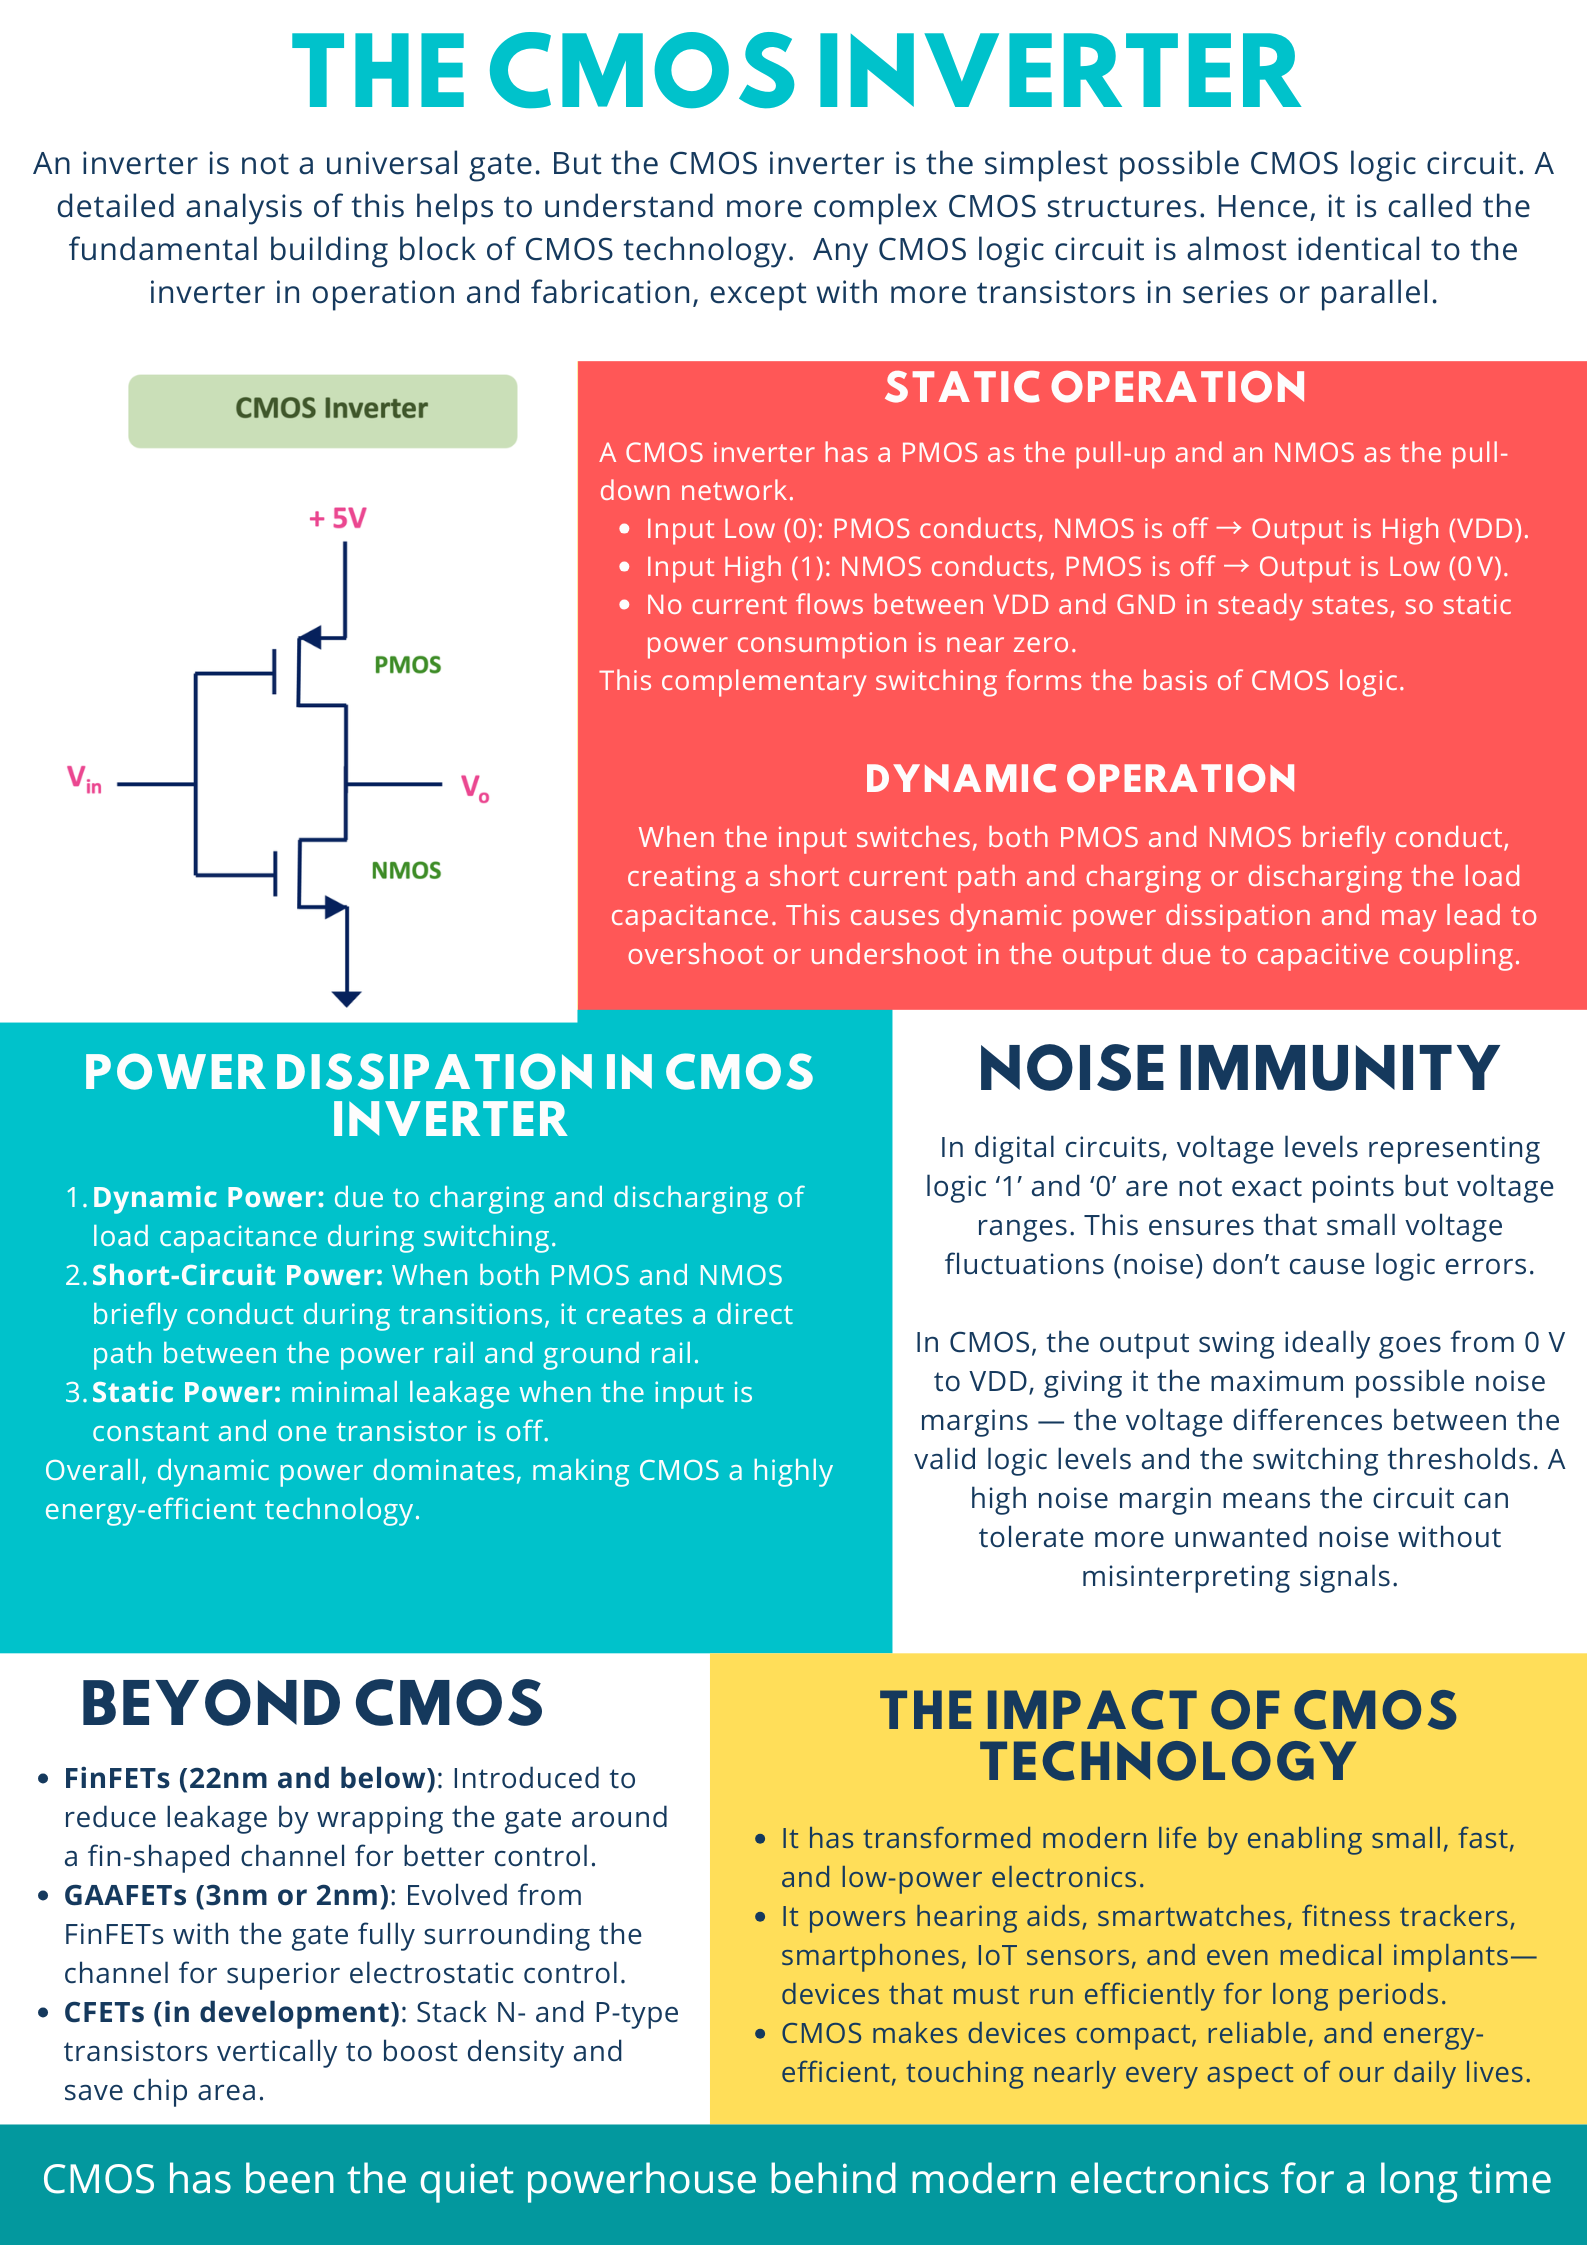 THE CMOS INVERTER
An inverter is not a universal gate. But the CMOS inverter is the simplest possible CMOS logic circuit. A
detailed analysis of this helps to understand more complex CMOS structures. Hence, it is called the
fundamental building block of CMOS technology.  Any CMOS logic circuit is almost identical to the
inverter in operation and fabrication, except with more transistors in series or parallel.
CMOS Inverter
+ 5V
PMOS
Vin
Vo
NMOS
STATIC OPERATION
A CMOS inverter has a PMOS as the pull-up and an NMOS as the pull-
down network.
• Input Low (0): PMOS conducts, NMOS is off → Output is High (VDD).
• Input High (1): NMOS conducts, PMOS is off → Output is Low (0 V).
• No current flows between VDD and GND in steady states, so static
power consumption is near zero.
This complementary switching forms the basis of CMOS logic.
DYNAMIC OPERATION
When the input switches, both PMOS and NMOS briefly conduct,
creating a short current path and charging or discharging the load
capacitance. This causes dynamic power dissipation and may lead to
overshoot or undershoot in the output due to capacitive coupling.
POWER DISSIPATION IN CMOS
INVERTER
1. Dynamic Power: due to charging and discharging of
load capacitance during switching.
2. Short-Circuit Power: When both PMOS and NMOS
briefly conduct during transitions, it creates a direct
path between the power rail and ground rail.
3. Static Power: minimal leakage when the input is
constant and one transistor is off.
Overall, dynamic power dominates, making CMOS a highly
energy-efficient technology.
NOISE IMMUNITY
In digital circuits, voltage levels representing
logic ‘1’ and ‘0’ are not exact points but voltage
ranges. This ensures that small voltage
fluctuations (noise) don’t cause logic errors.
In CMOS, the output swing ideally goes from 0 V
to VDD, giving it the maximum possible noise
margins — the voltage differences between the
valid logic levels and the switching thresholds. A
high noise margin means the circuit can
tolerate more unwanted noise without
misinterpreting signals.
BEYOND CMOS
• FinFETs (22nm and below): Introduced to
reduce leakage by wrapping the gate around
a fin-shaped channel for better control.
• GAAFETs (3nm or 2nm): Evolved from
FinFETs with the gate fully surrounding the
channel for superior electrostatic control.
• CFETs (in development): Stack N- and P-type
transistors vertically to boost density and
save chip area.
THE IMPACT OF CMOS
TECHNOLOGY
• It has transformed modern life by enabling small, fast,
and low-power electronics.
• It powers hearing aids, smartwatches, fitness trackers,
smartphones, IoT sensors, and even medical implants—
devices that must run efficiently for long periods.
• CMOS makes devices compact, reliable, and energy-
efficient, touching nearly every aspect of our daily lives.
CMOS has been the quiet powerhouse behind modern electronics for a long time